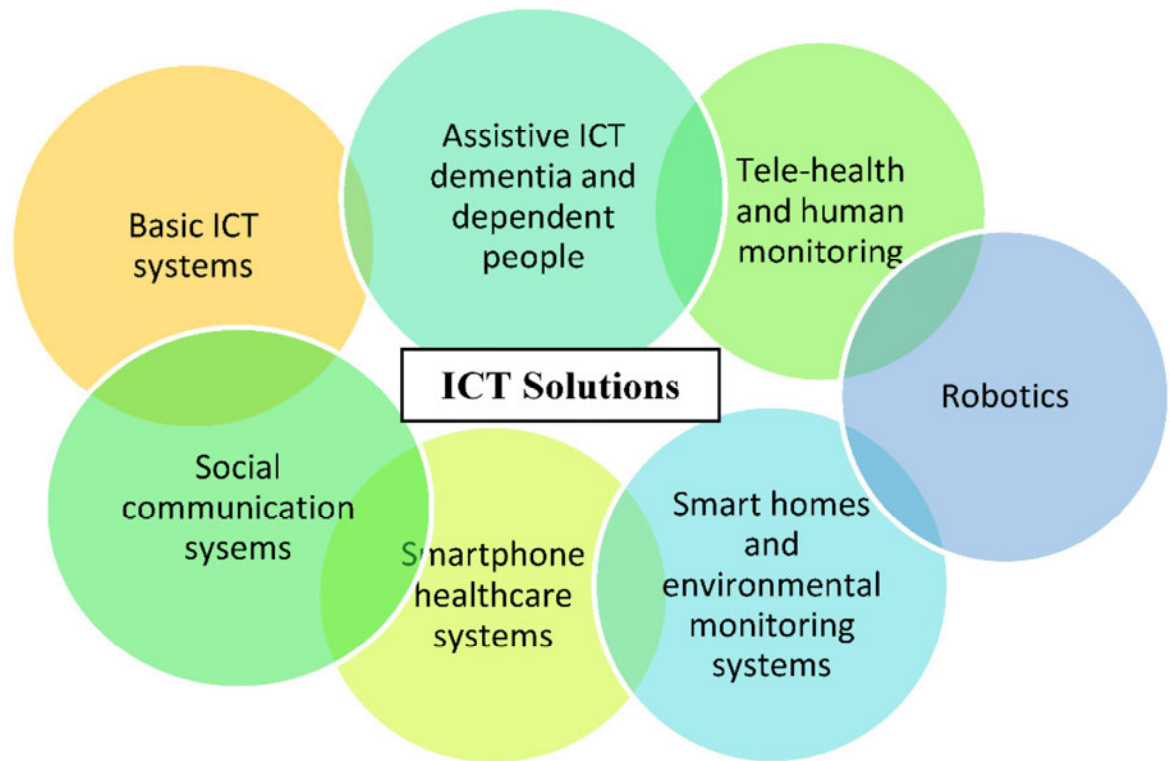 Basic ICT
systems
Assistive ICT
dementia and
dependent
people
Tele-health
and human
monitoring
ICT Solutions
Robotics
Social
communication
sysems
Smartphone
healthcare
systems
Smart homes
and
environmental
monitoring
systems